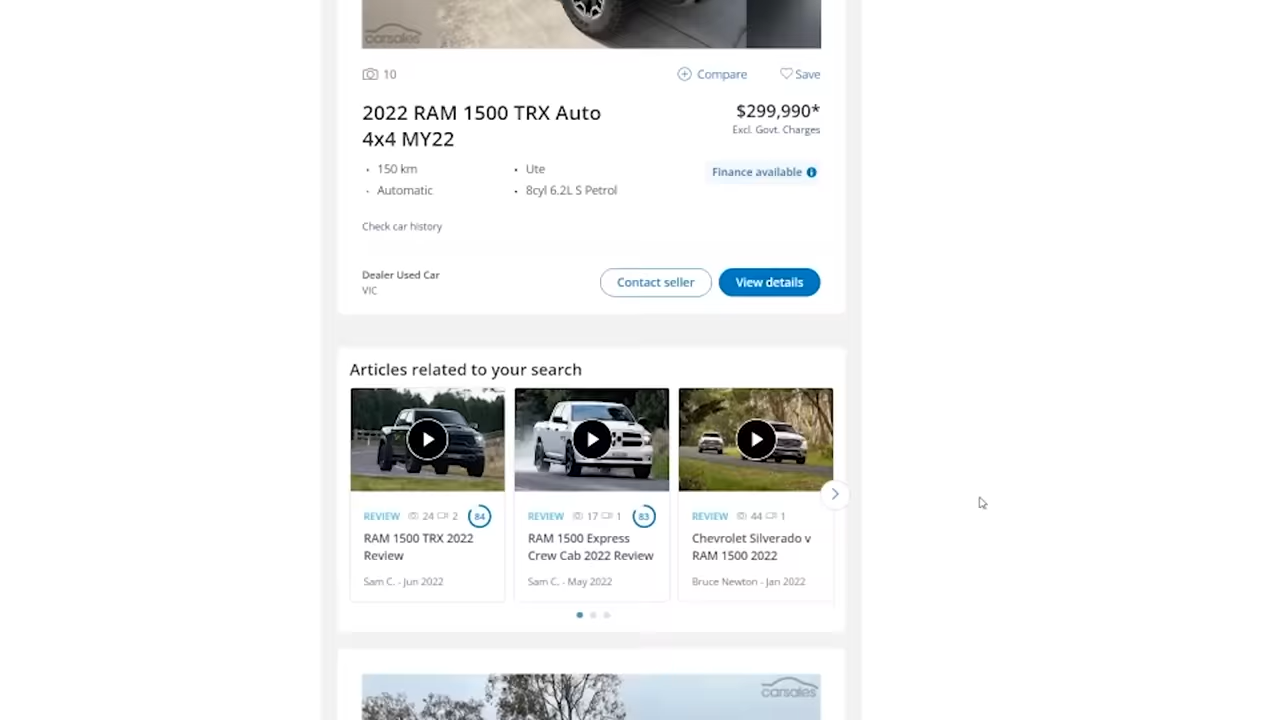 carsales
10
Compare
Save
2022 RAM 1500 TRX Auto
4x4 MY22
$299,990*
Excl. Govt. Charges
· 150 km
· Ute
Finance available
· Automatic
· 8cyl 6.2L S Petrol
Check car history
Dealer Used Car
VIC
Contact seller
View details
Articles related to your search
REVIEW 24 2 84
RAM 1500 TRX 2022
Review
Sam C. - Jun 2022
REVIEW 17 1 83
RAM 1500 Express
Crew Cab 2022 Review
Sam C. - May 2022
REVIEW 44 1
Chevrolet Silverado v
RAM 1500 2022
Bruce Newton - Jan 2022
carsales